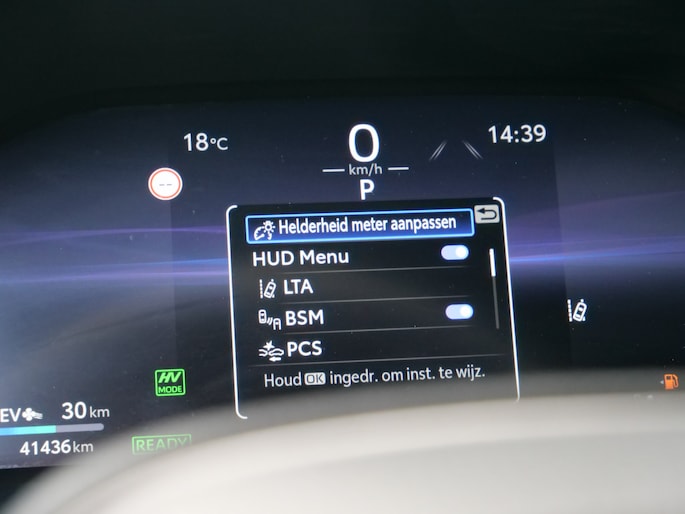 18°C
0
14:39
km/h
--
P
Helderheid meter aanpassen
HUD Menu
LTA
BSM
PCS
Houd OK ingedr. om inst. te wijz.
HV
MODE
EV 30 km
41436 km
READY